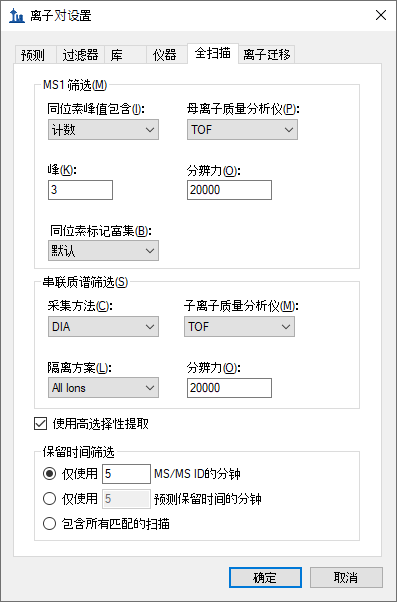 离子对设置
预测 过滤器 库 仪器 全扫描 离子迁移
MS1 筛选(M)
同位素峰值包含(I): 母离子质量分析仪(P):
计数 TOF
峰(K): 分辨力(O):
3 20000
同位素标记富集(B):
默认
串联质谱筛选(S)
采集方法(C): 子离子质量分析仪(M):
DIA TOF
隔离方案(L): 分辨力(O):
All Ions 20000
使用高选择性提取
保留时间筛选
仅使用 5 MS/MS ID的分钟
仅使用 5 预测保留时间的分钟
包含所有匹配的扫描
确定 取消